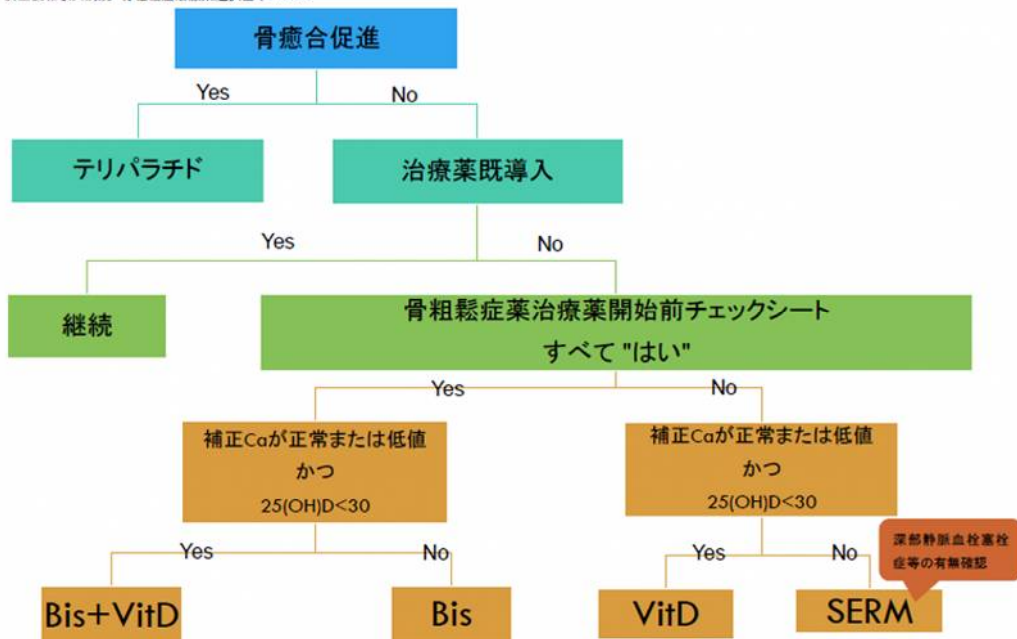 骨癒合促進
Yes
No
テリパラチド
治療薬既導入
Yes
No
継続
骨粗鬆症薬治療薬開始前チェックシート
すべて "はい"
Yes
No
補正Caが正常または低値
かつ
25(OH)D<30
補正Caが正常または低値
かつ
25(OH)D<30
深部静脈血栓塞栓
症等の有無確認
Yes
No
Yes
No
Bis+VitD
Bis
VitD
SERM